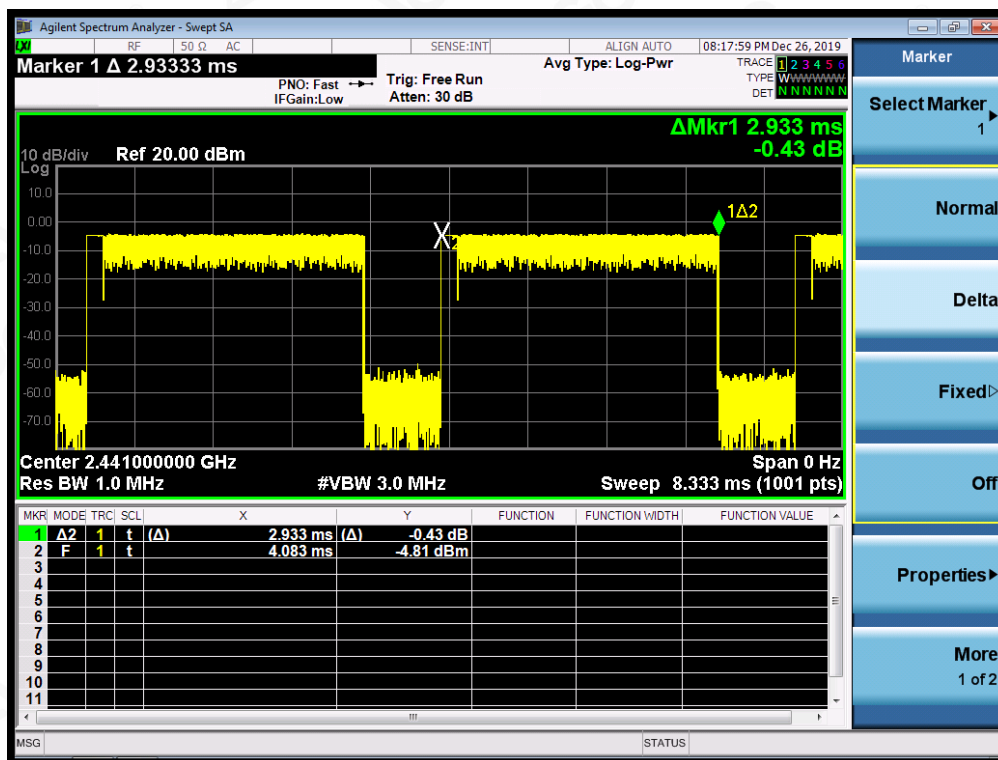 Agilent Spectrum Analyzer - Swept SA
LXI RF 50 Ω AC SENSE:INT ALIGN AUTO 08:17:59 PM Dec 26, 2019
Marker 1 Δ 2.93333 ms
PNO: Fast
IFGain:Low
Trig: Free Run
Atten: 30 dB
Avg Type: Log-Pwr
TRACE 1 2 3 4 5 6
TYPE WWWWWWW
DET N N N N N N
ΔMkr1 2.933 ms
-0.43 dB
10 dB/div Ref 20.00 dBm
Log
10.0
0.00
-10.0
-20.0
-30.0
-40.0
-50.0
-60.0
-70.0
X2
1Δ2
Center 2.441000000 GHz Span 0 Hz
Res BW 1.0 MHz #VBW 3.0 MHz Sweep 8.333 ms (1001 pts)
MKR MODE TRC SCL X Y FUNCTION FUNCTION WIDTH FUNCTION VALUE
1 Δ2 1 t (Δ) 2.933 ms (Δ) -0.43 dB
2 F 1 t 4.083 ms -4.81 dBm
3
4
5
6
7
8
9
10
11
MSG STATUS
Marker
Select Marker
1
Normal
Delta
Fixed
Off
Properties
More
1 of 2